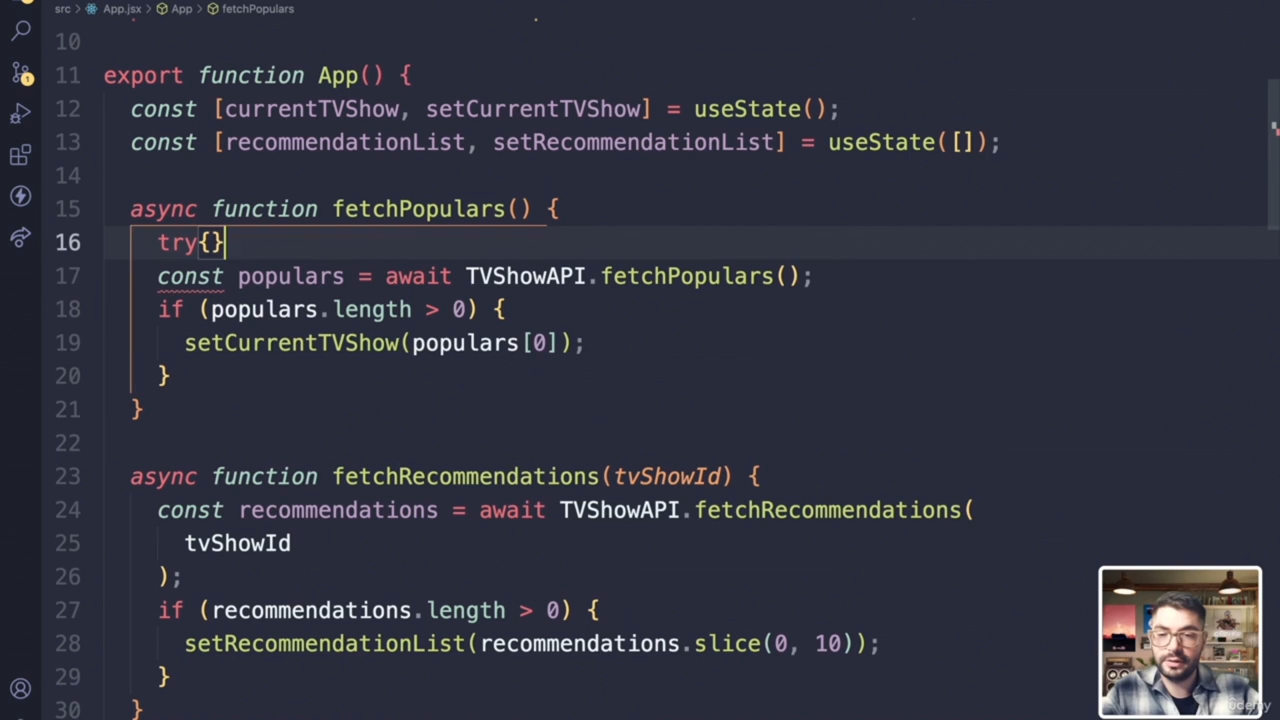 src > App.jsx > App > fetchPopulars
10
11 export function App() {
12 const [currentTVShow, setCurrentTVShow] = useState();
13 const [recommendationList, setRecommendationList] = useState([]);
14
15 async function fetchPopulars() {
16 try{}
17 const populars = await TVShowAPI.fetchPopulars();
18 if (populars.length > 0) {
19 setCurrentTVShow(populars[0]);
20 }
21 }
22
23 async function fetchRecommendations(tvShowId) {
24 const recommendations = await TVShowAPI.fetchRecommendations(
25 tvShowId
26 );
27 if (recommendations.length > 0) {
28 setRecommendationList(recommendations.slice(0, 10));
29 }
30 }
1